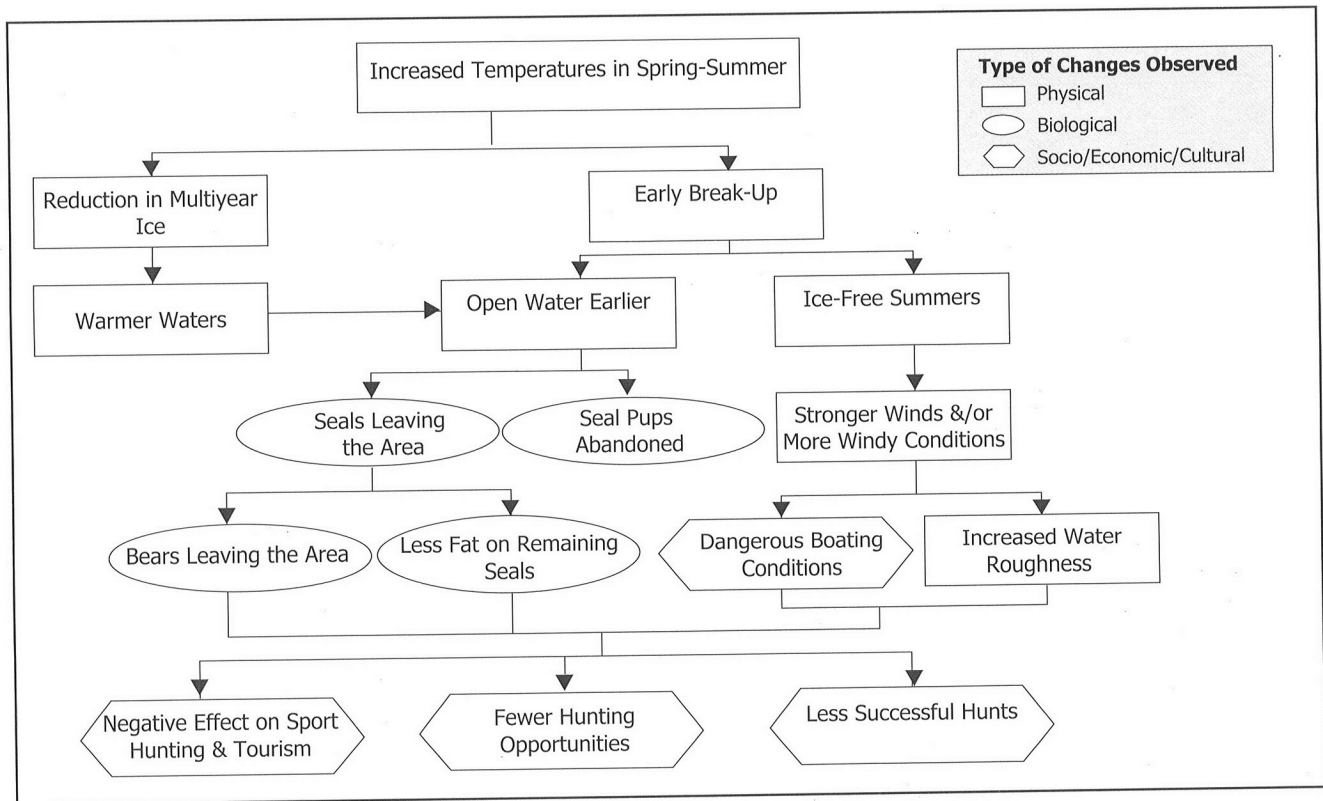 Increased Temperatures in Spring-Summer
Type of Changes Observed
Physical
Biological
Socio/Economic/Cultural
Reduction in Multiyear
Ice
Early Break-Up
Warmer Waters
Open Water Earlier
Ice-Free Summers
Seals Leaving
the Area
Seal Pups
Abandoned
Stronger Winds &/or
More Windy Conditions
Bears Leaving the Area
Less Fat on Remaining
Seals
Dangerous Boating
Conditions
Increased Water
Roughness
Negative Effect on Sport
Hunting & Tourism
Fewer Hunting
Opportunities
Less Successful Hunts